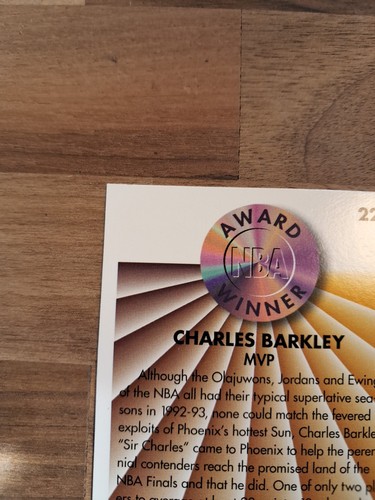 22
AWARD
NBA
WINNER
CHARLES BARKLEY
MVP
Although the Olajuwons, Jordans and Ewing
of the NBA all had their typical superlative sea-
sons in 1992-93, none could match the fevered
exploits of Phoenix's hottest Sun, Charles Barkle
"Sir Charles" came to Phoenix to help the peren
nial contenders reach the promised land of the
NBA Finals and that he did. One of only two pl